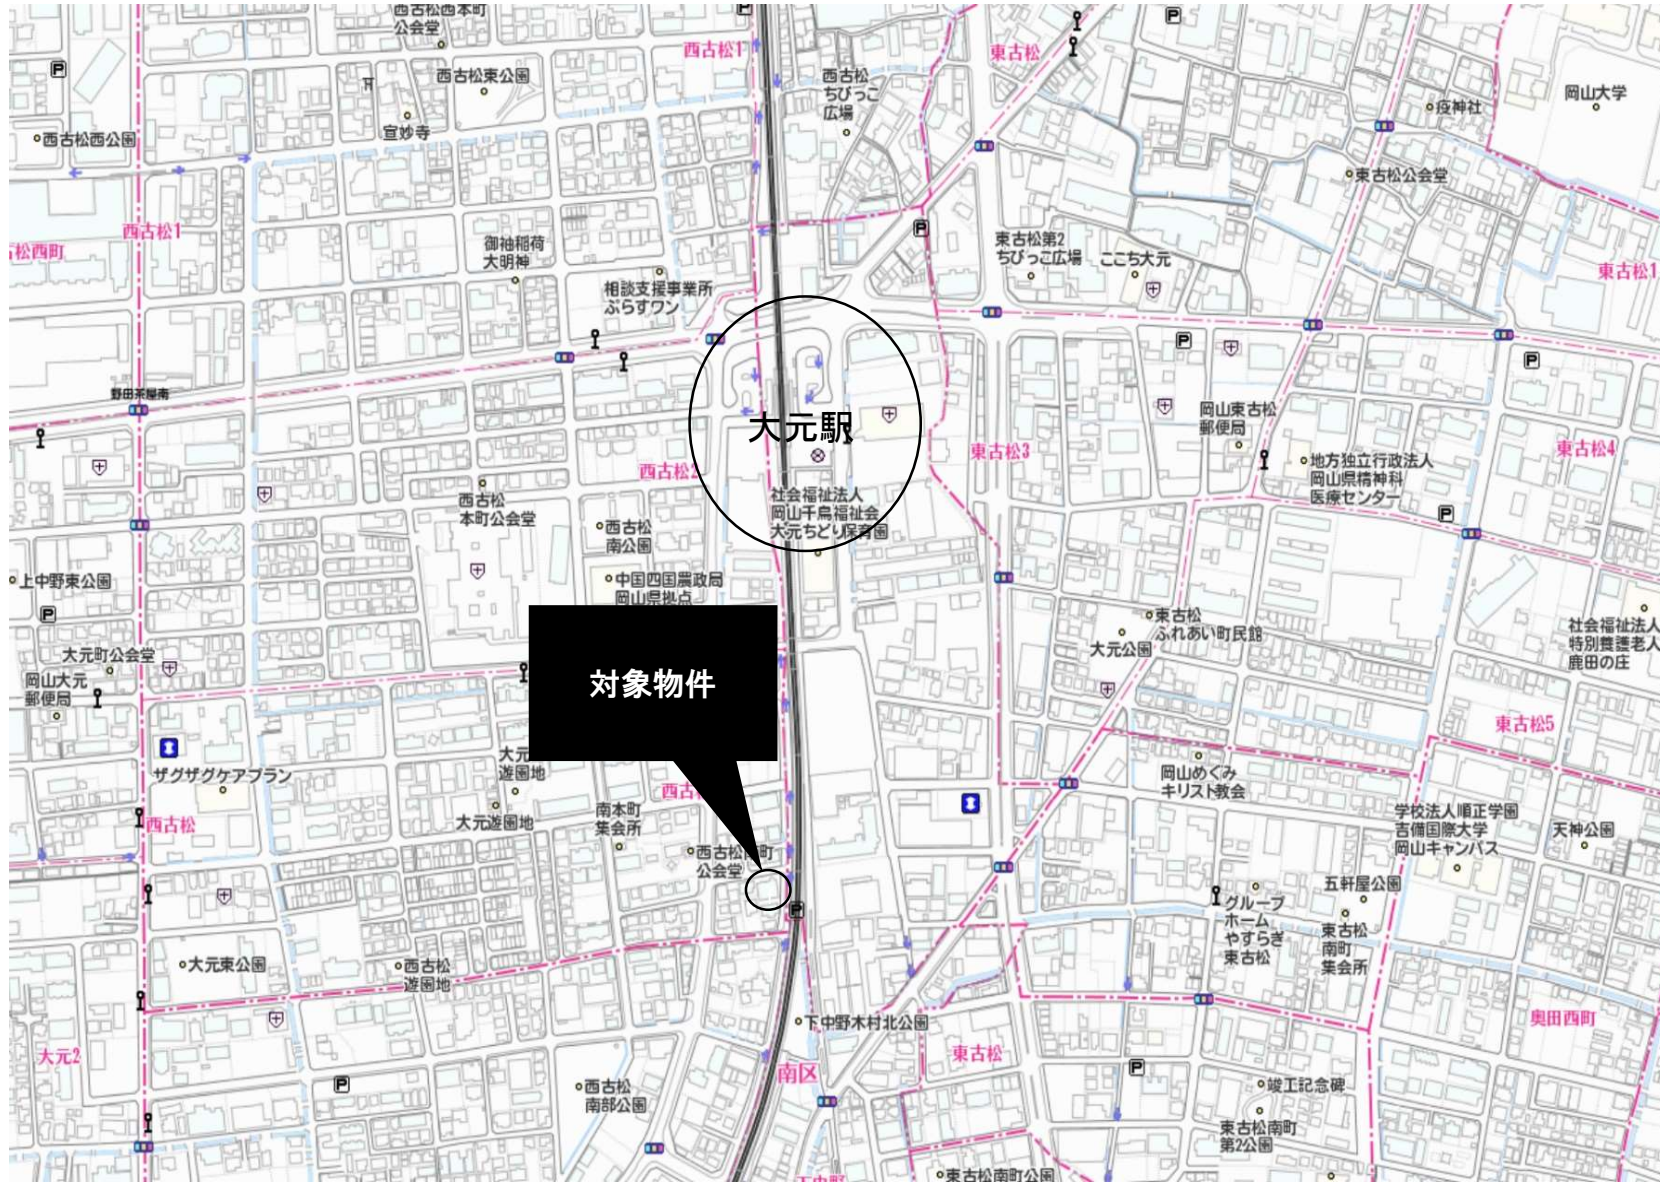 西古松西本町
公会堂
西古松1
東古松
西古松東公園
西古松
ちびっこ
広場
岡山大学
疫神社
宣妙寺
西古松西公園
東古松公会堂
西古松1
松西町
御袖稲荷
大明神
東古松第2
ちびっこ広場
ここち大元
東古松1
相談支援事業所
ぷらすワン
野田茶屋南
大元駅
岡山東古松
郵便局
東古松3
東古松4
西古松2
地方独立行政法人
岡山県精神科
医療センター
西古松
本町公会堂
社会福祉法人
岡山千鳥福祉会
大元ちどり保育園
西古松
南公園
上中野東公園
中国四国農政局
岡山県拠点
東古松
ふれあい町民館
大元公園
社会福祉法人
特別養護老人
鹿田の庄
大元町公会堂
岡山大元
郵便局
対象物件
東古松5
大元
遊園地
ザグザグケアプラン
岡山めぐみ
キリスト教会
西古
学校法人順正学園
吉備国際大学
岡山キャンパス
天神公園
西古松
大元遊園地
南本町
集会所
西古松南町
公会堂
五軒屋公園
グループ
ホーム
やすらぎ
東古松
東古松
南町
集会所
大元東公園
西古松
遊園地
下中野木村北公園
奥田西町
大元2
東古松
南区
西古松
南部公園
竣工記念碑
東古松南町
第2公園
東古松南町公園
下中野